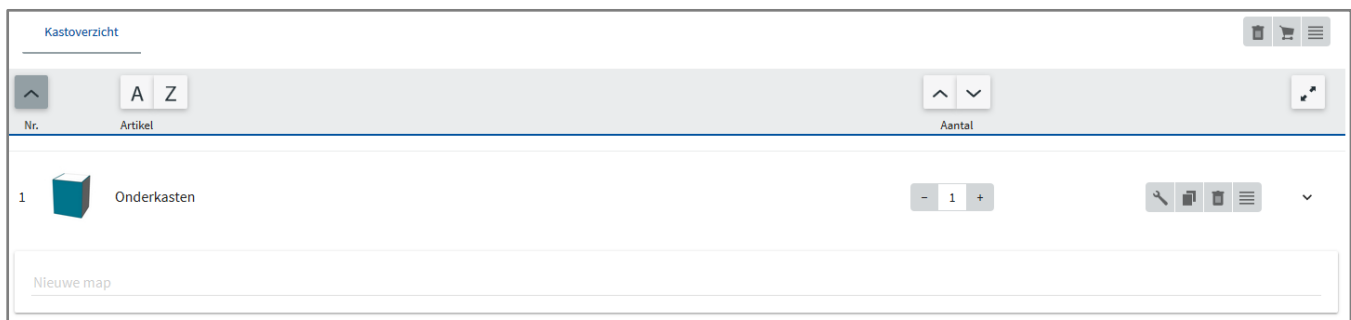 Kastoverzicht
A Z
Nr. Artikel Aantal
1 Onderkasten - 1 +
Nieuwe map